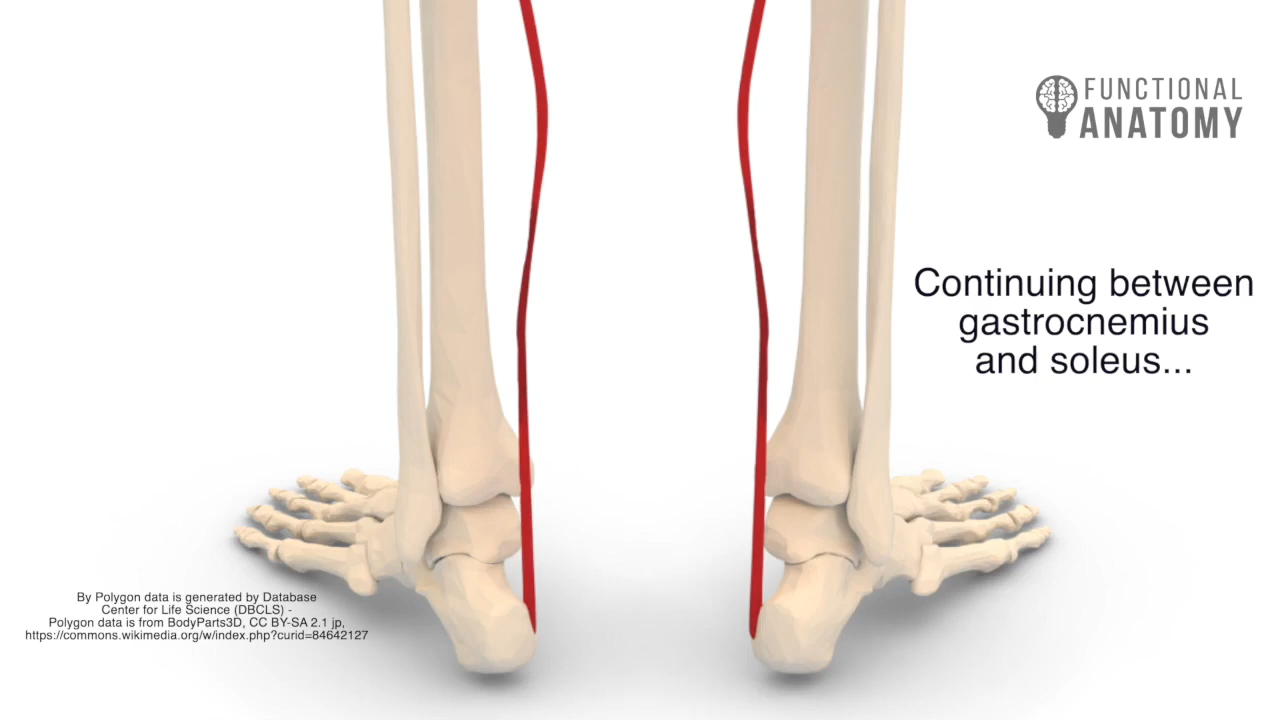 FUNCTIONAL
ANATOMY
Continuing between
gastrocnemius
and soleus...
By Polygon data is generated by Database
Center for Life Science (DBCLS) -
Polygon data is from BodyParts3D, CC BY-SA 2.1 jp,
https://commons.wikimedia.org/w/index.php?curid=84642127